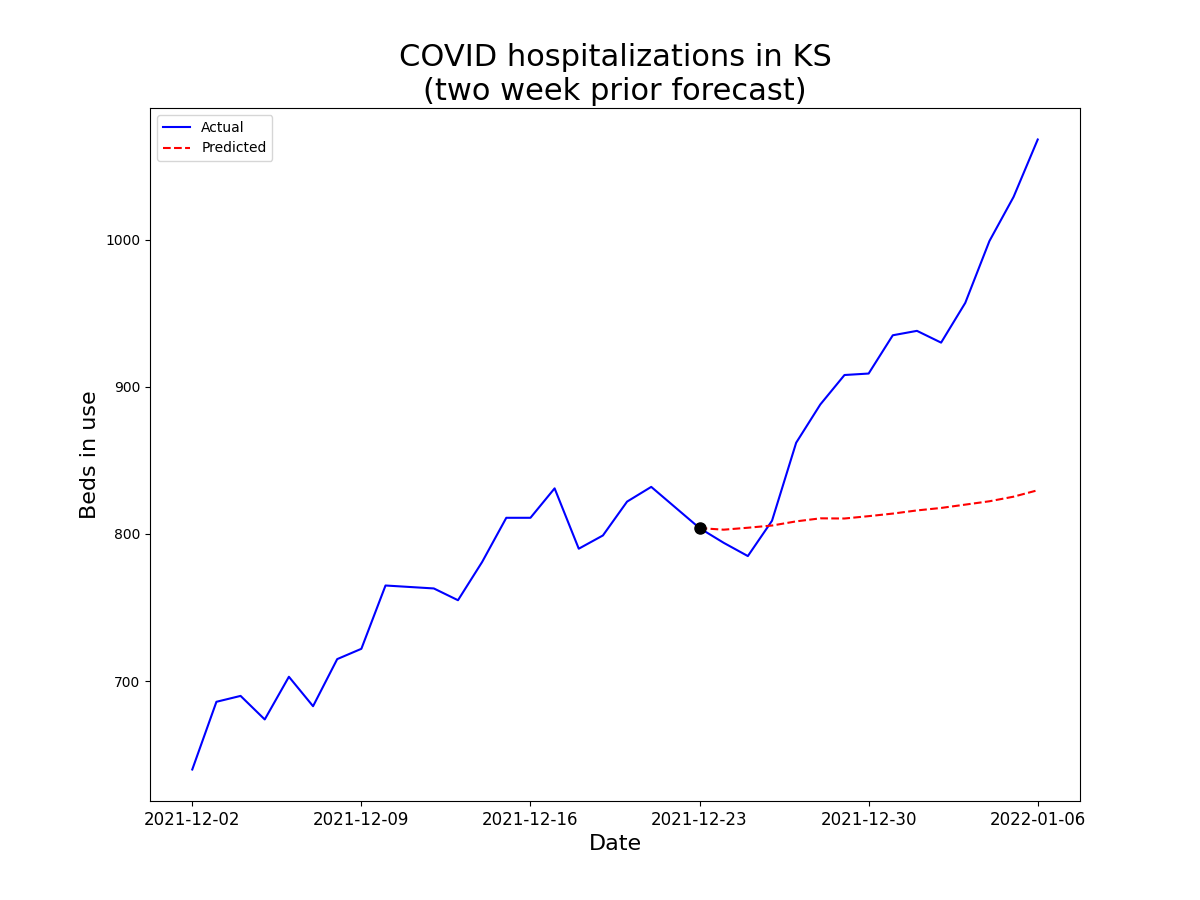 COVID hospitalizations in KS
(two week prior forecast)
Actual
Predicted
1000
900
800
700
Beds in use
2021-12-02 2021-12-09 2021-12-16 2021-12-23 2021-12-30 2022-01-06
Date